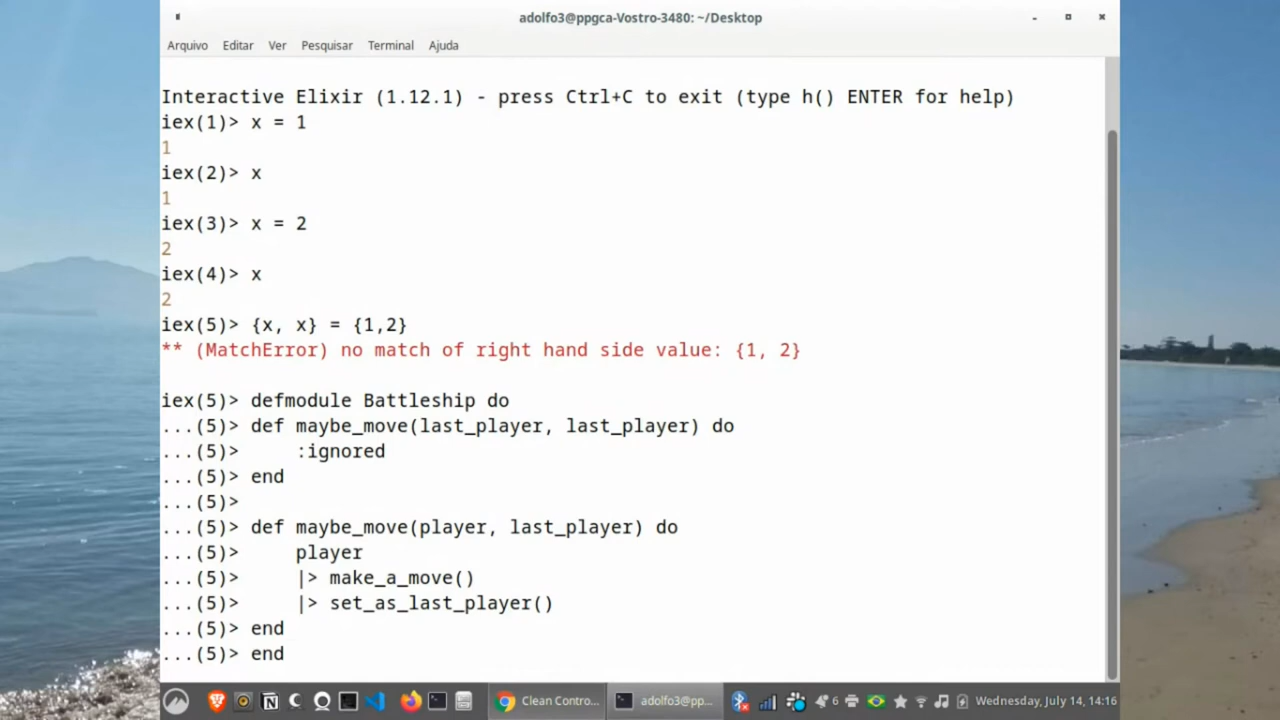 adolfo3@ppgca-Vostro-3480: ~/Desktop
Arquivo Editar Ver Pesquisar Terminal Ajuda
Interactive Elixir (1.12.1) - press Ctrl+C to exit (type h() ENTER for help)
iex(1)> x = 1
1
iex(2)> x
1
iex(3)> x = 2
2
iex(4)> x
2
iex(5)> {x, x} = {1,2}
** (MatchError) no match of right hand side value: {1, 2}
iex(5)> defmodule Battleship do
...(5)> def maybe_move(last_player, last_player) do
...(5)>     :ignored
...(5)> end
...(5)>
...(5)> def maybe_move(player, last_player) do
...(5)>     player
...(5)>     |> make_a_move()
...(5)>     |> set_as_last_player()
...(5)> end
...(5)> end
Clean Contro... adolfo3@pp... 6 Wednesday, July 14, 14:16